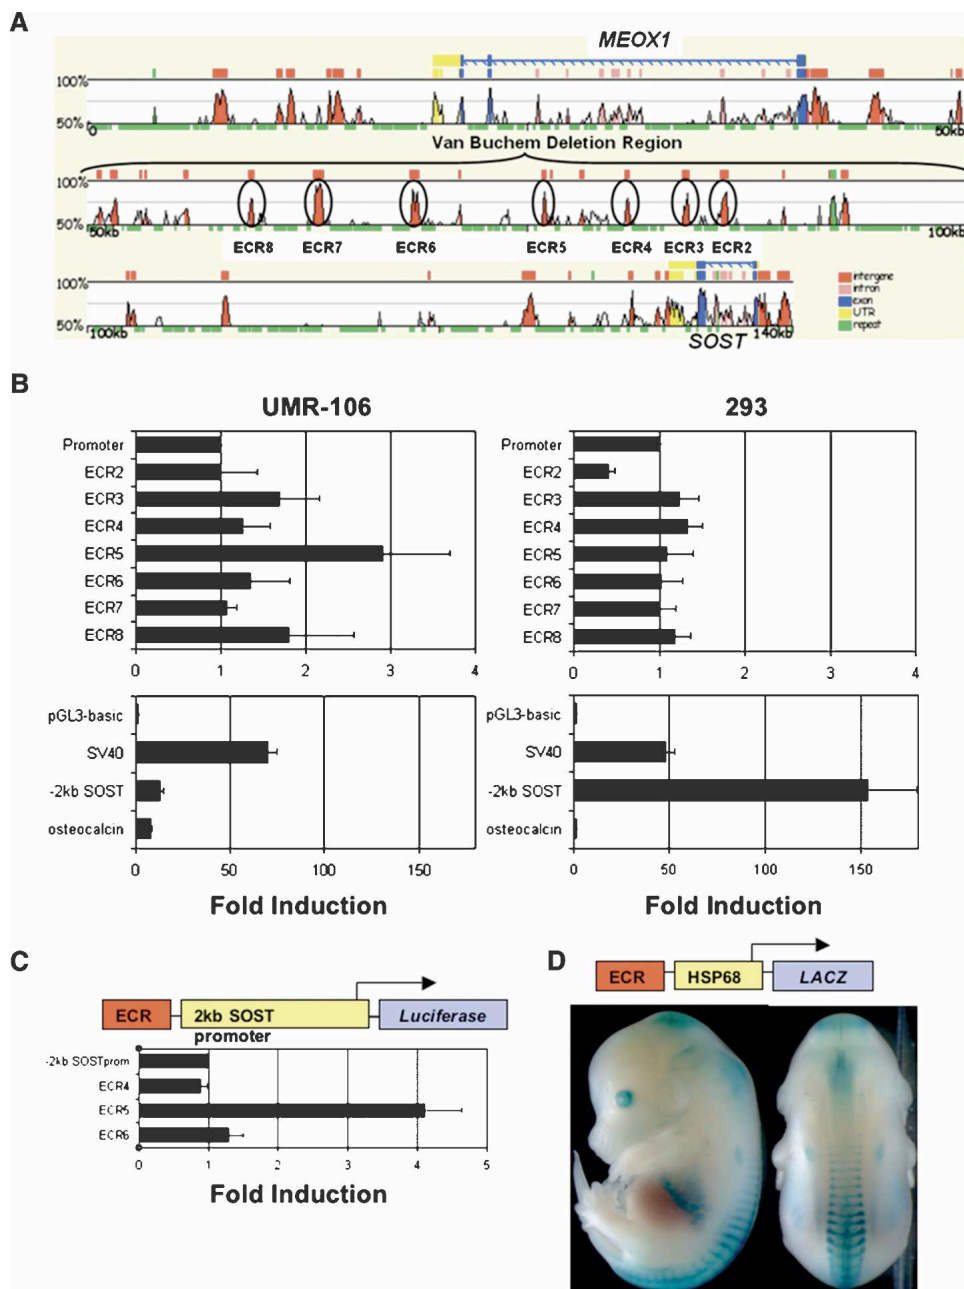 A
MEOX1
100%
50%
0
50kb
Van Buchem Deletion Region
100%
50%
50kb
100kb
ECR8 ECR7 ECR6 ECR5 ECR4 ECR3 ECR2
100%
50%
100kb
140kb
SOST
intergene
intron
exon
UTR
repeat
B
UMR-106
Promoter
ECR2
ECR3
ECR4
ECR5
ECR6
ECR7
ECR8
0 1 2 3 4
pGL3-basic
SV40
-2kb SOST
osteocalcin
0 50 100 150
Fold Induction
293
Promoter
ECR2
ECR3
ECR4
ECR5
ECR6
ECR7
ECR8
0 1 2 3 4
pGL3-basic
SV40
-2kb SOST
osteocalcin
0 50 100 150
Fold Induction
C
ECR
2kb SOST
promoter
Luciferase
-2kb SOSTprom
ECR4
ECR5
ECR6
0 1 2 3 4 5
Fold Induction
D
ECR
HSP68
LACZ